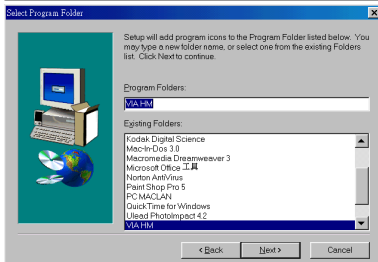 Select Program Folder
Setup will add program icons to the Program Folder listed below. You
may type a new folder name, or select one from the existing Folders
list. Click Next to continue.
Program Folders:
VIA HM
Existing Folders:
Kodak Digital Science
Mac-In-Dos 3.0
Macromedia Dreamweaver 3
Microsoft Office 工具
Norton AntiVirus
Paint Shop Pro 5
PC MACLAN
QuickTime for Windows
Ulead PhotoImpact 4.2
VIA HM
< Back
Next >
Cancel